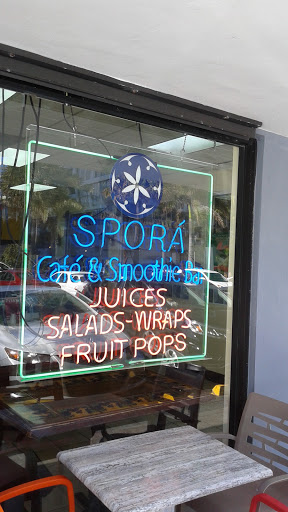 SPORÁ
Café & Smoothie Bar
JUICES
SALADS-WRAPS
FRUIT POPS